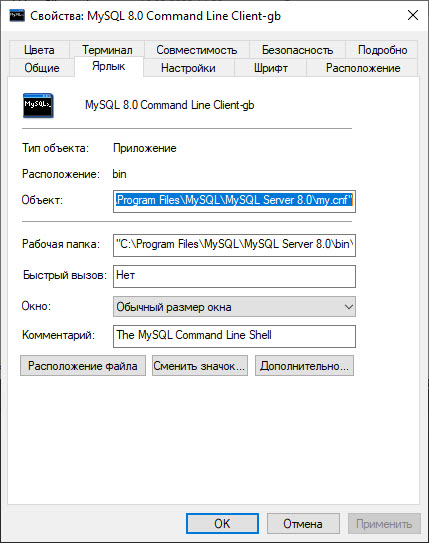 Свойства: MySQL 8.0 Command Line Client-gb
Цвета Терминал Совместимость Безопасность Подробно
Общие Ярлык Настройки Шрифт Расположение
MySQL 8.0 Command Line Client-gb
Тип объекта: Приложение
Расположение: bin
Объект: Program Files\MySQL\MySQL Server 8.0\my.cnf"
Рабочая папка: "C:\Program Files\MySQL\MySQL Server 8.0\bin\
Быстрый вызов: Нет
Окно: Обычный размер окна
Комментарий: The MySQL Command Line Shell
Расположение файла Сменить значок... Дополнительно...
OK Отмена Применить